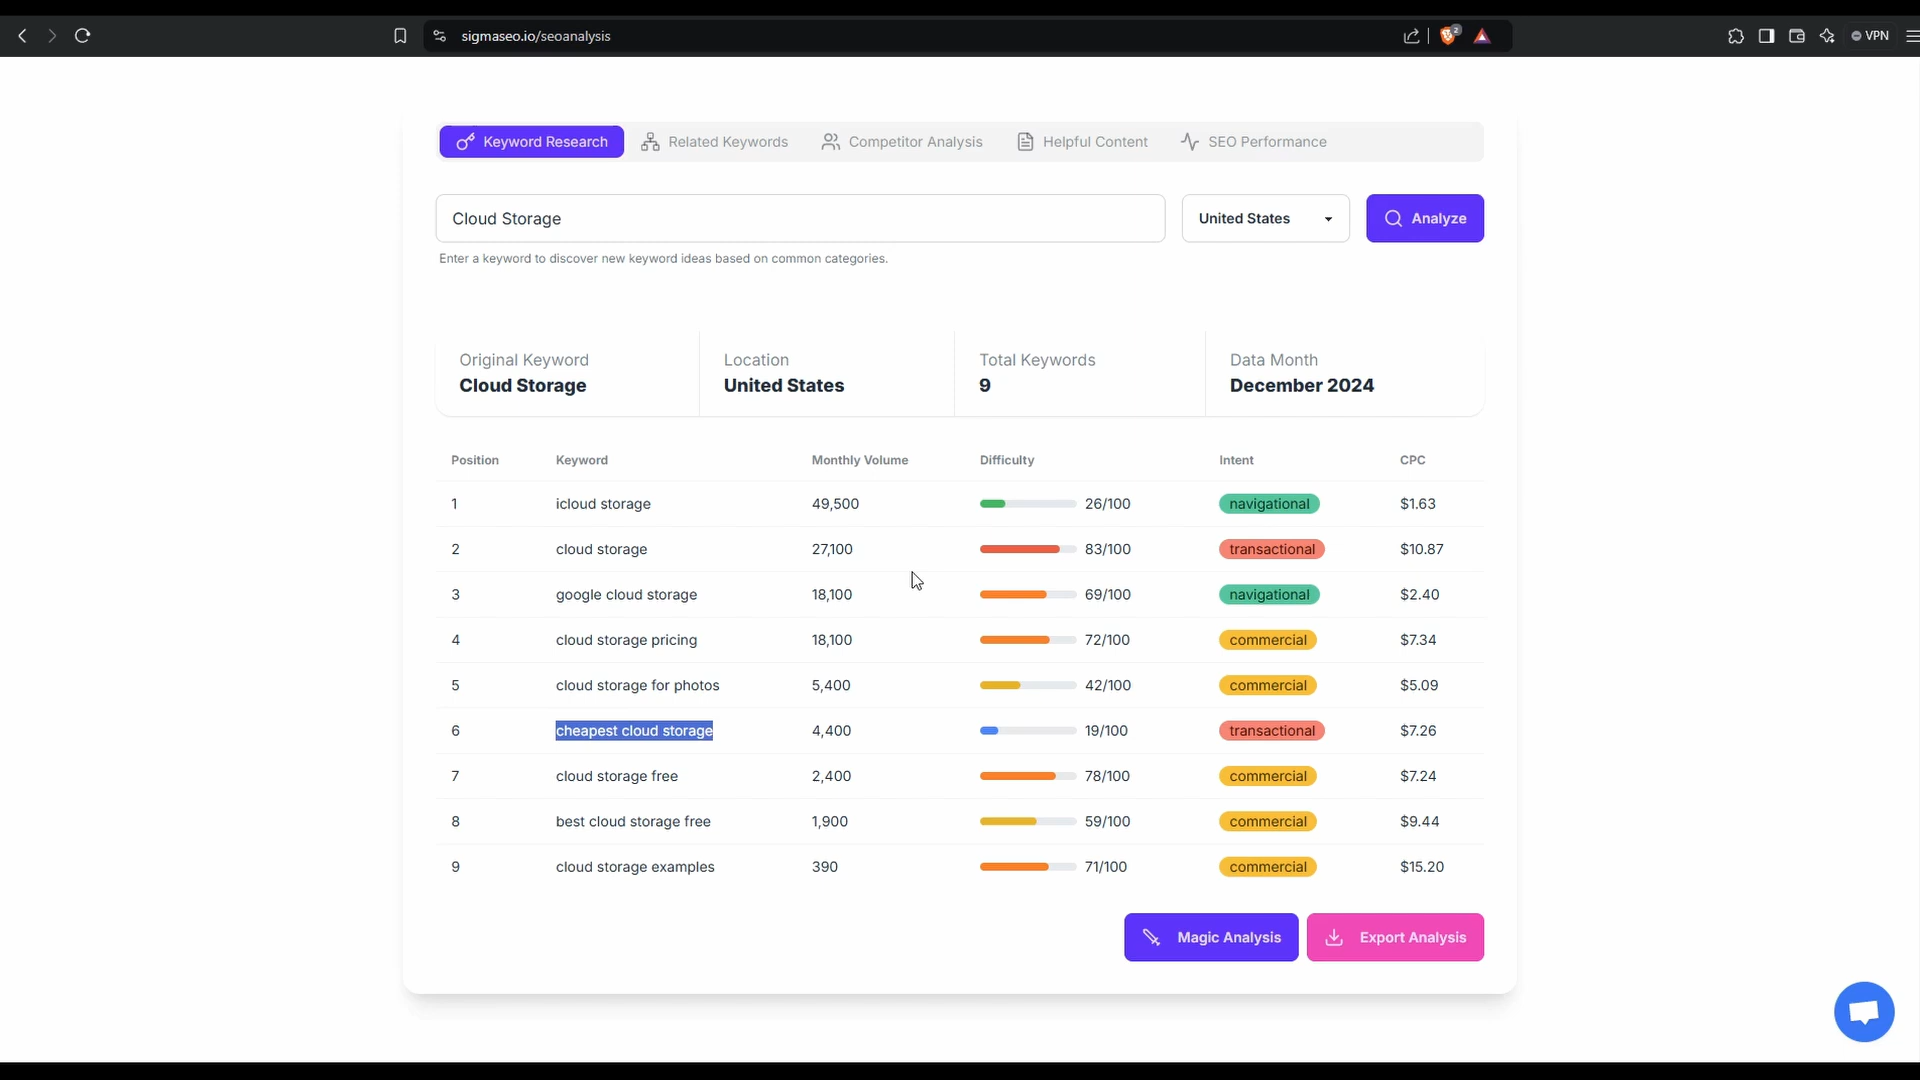 sigmaseo.io/seoanalysis
2
VPN
Keyword Research
Related Keywords
Competitor Analysis
Helpful Content
SEO Performance
Cloud Storage
United States
Analyze
Enter a keyword to discover new keyword ideas based on common categories.
Original Keyword
Cloud Storage
Location
United States
Total Keywords
9
Data Month
December 2024
Position Keyword Monthly Volume Difficulty Intent CPC
1 icloud storage 49,500 26/100 navigational $1.63
2 cloud storage 27,100 83/100 transactional $10.87
3 google cloud storage 18,100 69/100 navigational $2.40
4 cloud storage pricing 18,100 72/100 commercial $7.34
5 cloud storage for photos 5,400 42/100 commercial $5.09
6 cheapest cloud storage 4,400 19/100 transactional $7.26
7 cloud storage free 2,400 78/100 commercial $7.24
8 best cloud storage free 1,900 59/100 commercial $9.44
9 cloud storage examples 390 71/100 commercial $15.20
Magic Analysis
Export Analysis